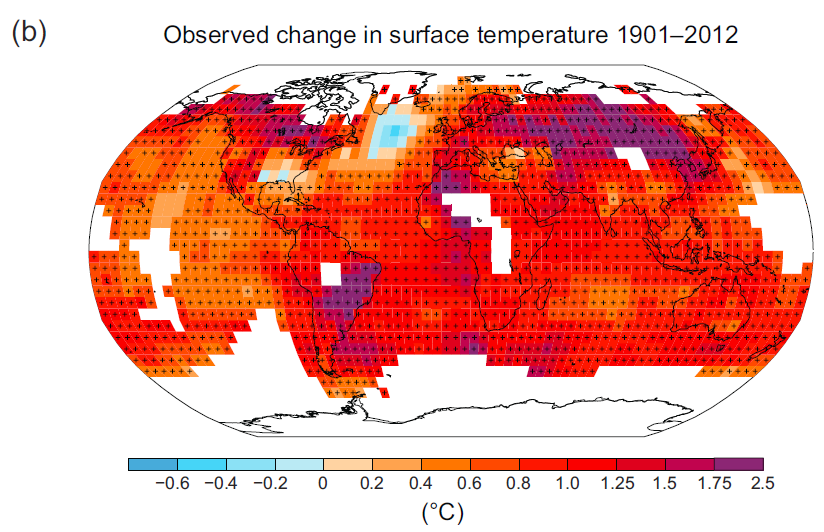 (b)
Observed change in surface temperature 1901–2012
−0.6 −0.4 −0.2 0 0.2 0.4 0.6 0.8 1.0 1.25 1.5 1.75 2.5
(°C)